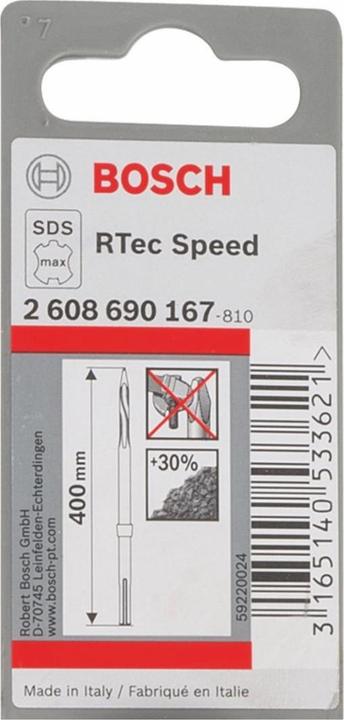 7
BOSCH
SDS
max
RTec Speed
2 608 690 167-810
400 mm
+30%
Robert Bosch GmbH
D-70745 Leinfelden-Echterdingen
www.bosch-pt.com
59220024
3 165140 533621 >
Made in Italy / Fabriqué en Italie